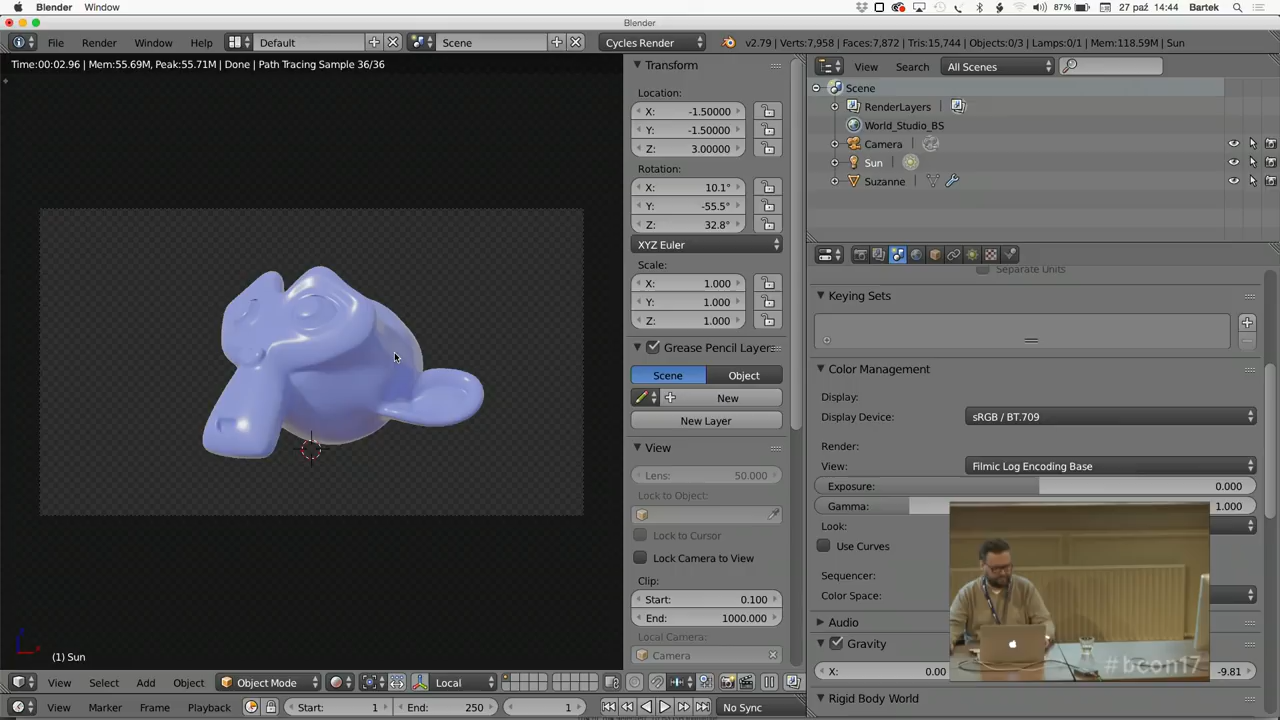 Blender Window 87% 27 paź 14:44 Bartek
Blender
File Render Window Help Default Scene Cycles Render v2.79 | Verts:7,958 | Faces:7,872 | Tris:15,744 | Objects:0/3 | Lamps:0/1 | Mem:118.59M | Sun
Time:00:02.96 | Mem:55.69M, Peak:55.71M | Done | Path Tracing Sample 36/36
Transform
Location:
X: -1.50000
Y: -1.50000
Z: 3.00000
Rotation:
X: 10.1°
Y: -55.5°
Z: 32.8°
XYZ Euler
Scale:
X: 1.000
Y: 1.000
Z: 1.000
Grease Pencil Layer
Scene Object
New
New Layer
View
Lens: 50.000
Lock to Object:
Lock to Cursor
Lock Camera to View
Clip:
Start: 0.100
End: 1000.000
Local Camera:
Camera
View Search All Scenes
Scene
RenderLayers
World_Studio_BS
Camera
Sun
Suzanne
Separate Units
Keying Sets
Color Management
Display:
Display Device: sRGB / BT.709
Render:
View: Filmic Log Encoding Base
Exposure: 0.000
Gamma: 1.000
Look:
Use Curves
Sequencer:
Color Space:
Audio
Gravity
X: 0.00 -9.81
Rigid Body World
#bcon17
(1) Sun
View Select Add Object Object Mode Local
View Marker Frame Playback Start: 1 End: 250 1 No Sync